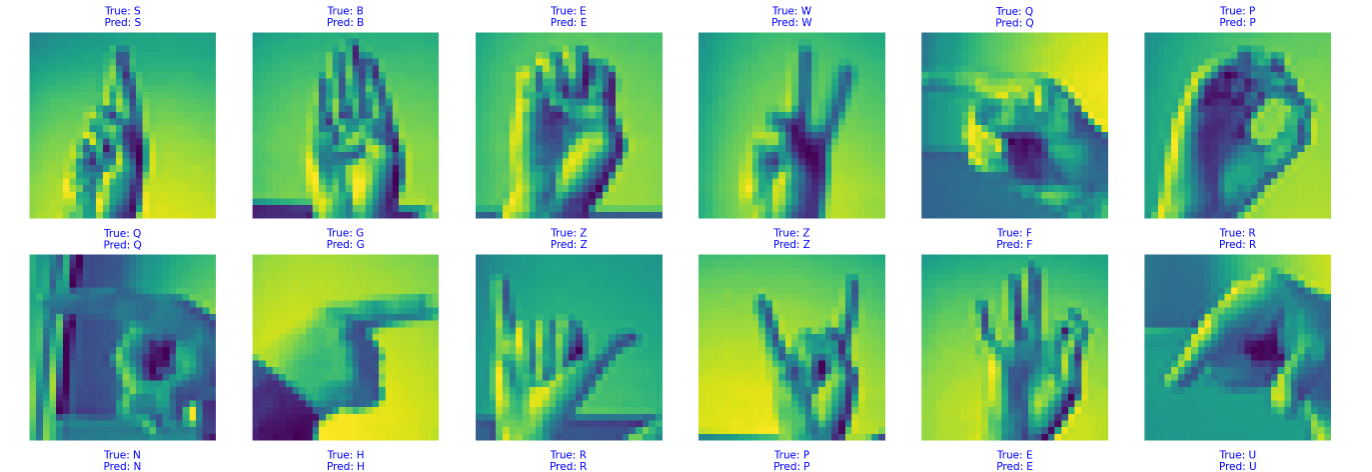 True: S
Pred: S
True: B
Pred: B
True: E
Pred: E
True: W
Pred: W
True: Q
Pred: Q
True: P
Pred: P
True: Q
Pred: Q
True: G
Pred: G
True: Z
Pred: Z
True: Z
Pred: Z
True: F
Pred: F
True: R
Pred: R
True: N
Pred: N
True: H
Pred: H
True: R
Pred: R
True: P
Pred: P
True: E
Pred: E
True: U
Pred: U